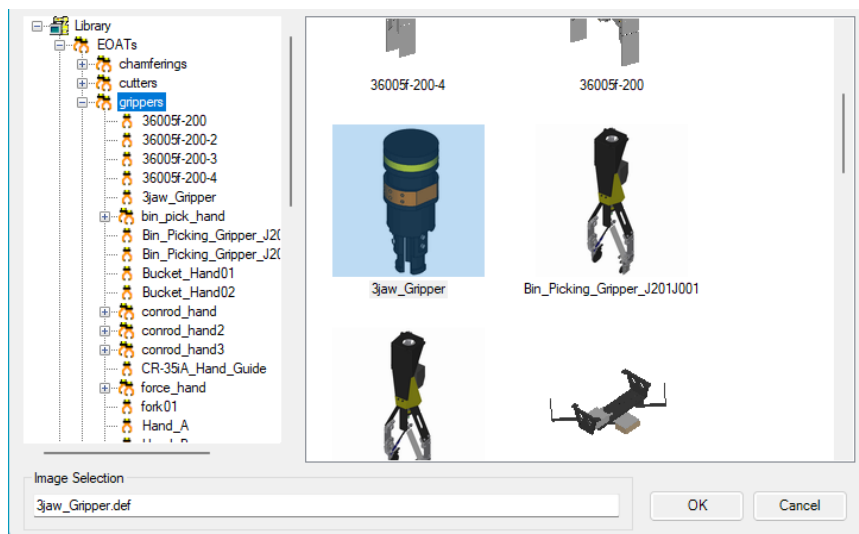 Library
EOATs
chamferings
cutters
grippers
36005f-200
36005f-200-2
36005f-200-3
36005f-200-4
3jaw_Gripper
bin_pick_hand
Bin_Picking_Gripper_J20
Bin_Picking_Gripper_J20
Bucket_Hand01
Bucket_Hand02
conrod_hand
conrod_hand2
conrod_hand3
CR-35iA_Hand_Guide
force_hand
fork01
Hand_A
36005f-200-4
36005f-200
3jaw_Gripper
Bin_Picking_Gripper_J201J001
Image Selection
3jaw_Gripper.def
OK
Cancel